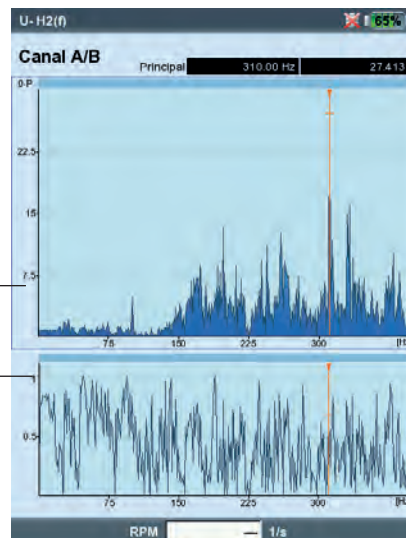 U- H2(f) 65%
Canal A/B
Principal 310.00 Hz 27.413
0-P
22.5
15
7.5
75 150 225 300 [H
1
0.5
75 150 225 300 [H
RPM — 1/s